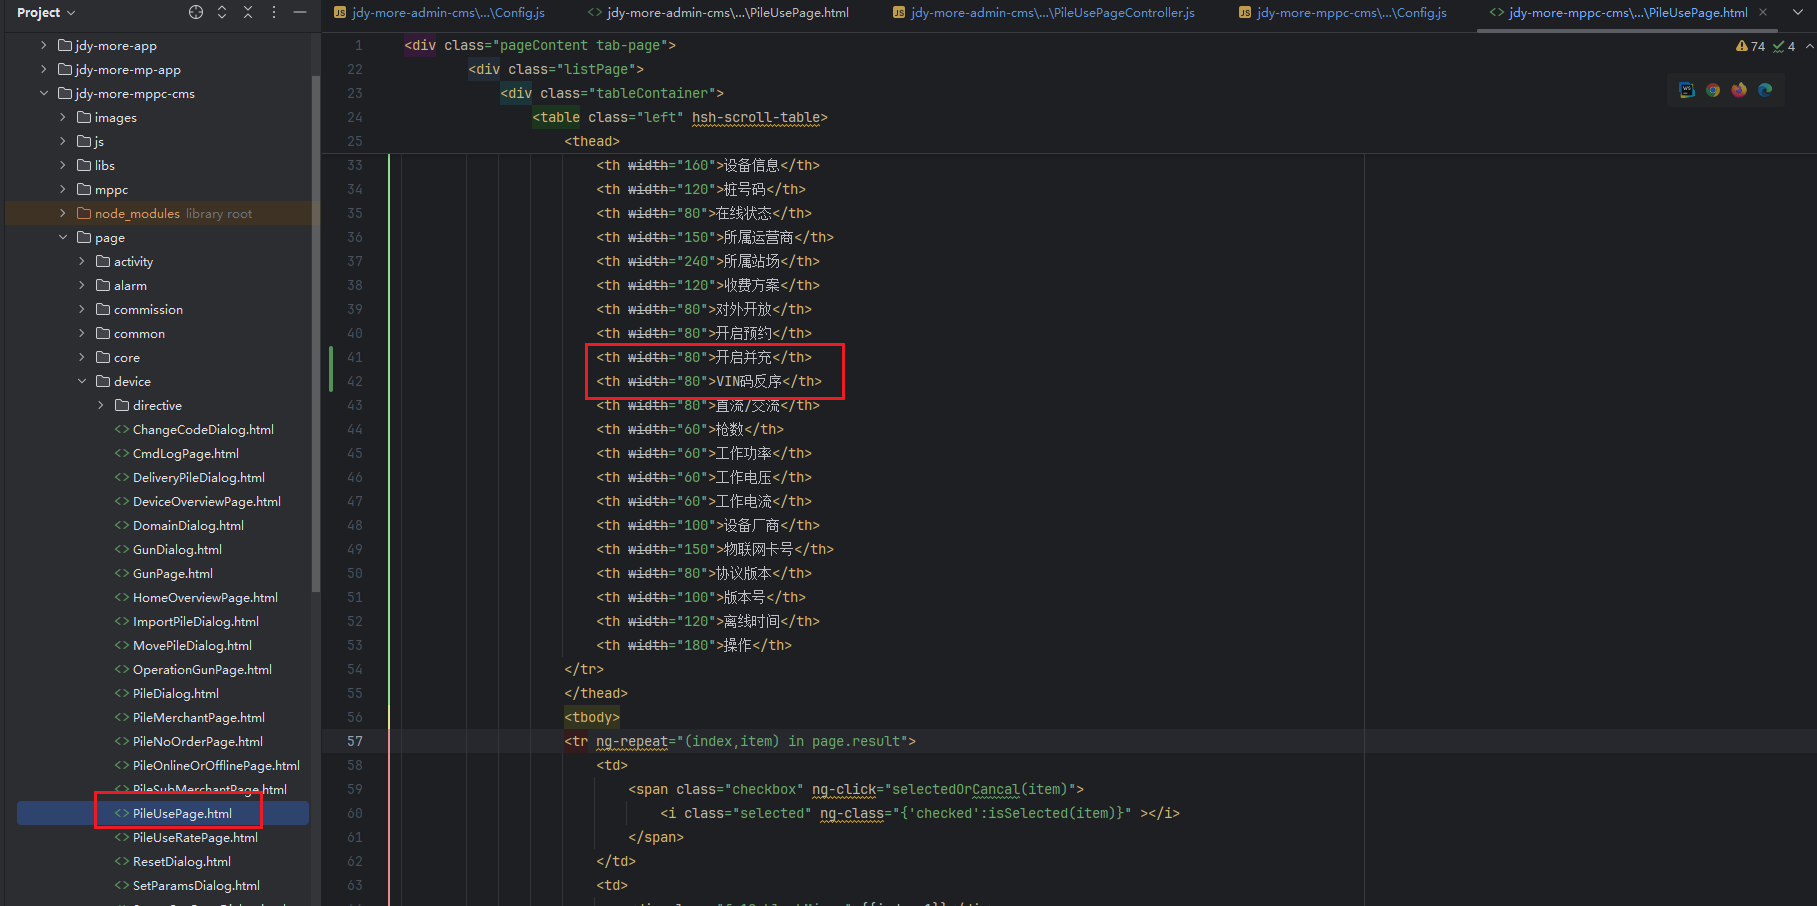 Project
jdy-more-admin-cms\...\Config.js
jdy-more-admin-cms\...\PileUsePage.html
jdy-more-admin-cms\...\PileUsePageController.js
jdy-more-mppc-cms\...\Config.js
jdy-more-mppc-cms\...\PileUsePage.html
jdy-more-app
jdy-more-mp-app
jdy-more-mppc-cms
images
js
libs
mppc
node_modules library root
page
activity
alarm
commission
common
core
device
directive
ChangeCodeDialog.html
CmdLogPage.html
DeliveryPileDialog.html
DeviceOverviewPage.html
DomainDialog.html
GunDialog.html
GunPage.html
HomeOverviewPage.html
ImportPileDialog.html
MovePileDialog.html
OperationGunPage.html
PileDialog.html
PileMerchantPage.html
PileNoOrderPage.html
PileOnlineOrOfflinePage.html
PileSubMerchantPage.html
PileUsePage.html
PileUseRatePage.html
ResetDialog.html
SetParamsDialog.html
74 4
1 <div class="pageContent tab-page">
22 <div class="listPage">
23 <div class="tableContainer">
24 <table class="left" hsh-scroll-table>
25 <thead>
33 <th width="160">设备信息</th>
34 <th width="120">桩号码</th>
35 <th width="80">在线状态</th>
36 <th width="150">所属运营商</th>
37 <th width="240">所属站场</th>
38 <th width="120">收费方案</th>
39 <th width="80">对外开放</th>
40 <th width="80">开启预约</th>
41 <th width="80">开启并充</th>
42 <th width="80">VIN码反序</th>
43 <th width="80">直流/交流</th>
44 <th width="60">枪数</th>
45 <th width="60">工作功率</th>
46 <th width="60">工作电压</th>
47 <th width="60">工作电流</th>
48 <th width="100">设备厂商</th>
49 <th width="150">物联网卡号</th>
50 <th width="80">协议版本</th>
51 <th width="100">版本号</th>
52 <th width="120">离线时间</th>
53 <th width="180">操作</th>
54 </tr>
55 </thead>
56 <tbody>
57 <tr ng-repeat="(index,item) in page.result">
58 <td>
59 <span class="checkbox" ng-click="selectedOrCancal(item)">
60 <i class="selected" ng-class="{'checked':isSelected(item)}" ></i>
61 </span>
62 </td>
63 <td>